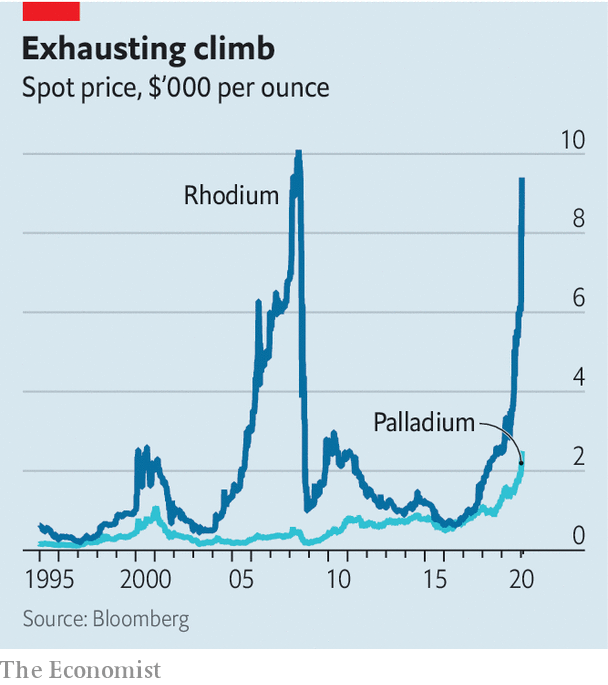 Exhausting climb
Spot price, $’000 per ounce
10
Rhodium
8
6
4
Palladium
2
0
1995 2000 05 10 15 20
Source: Bloomberg
The Economist